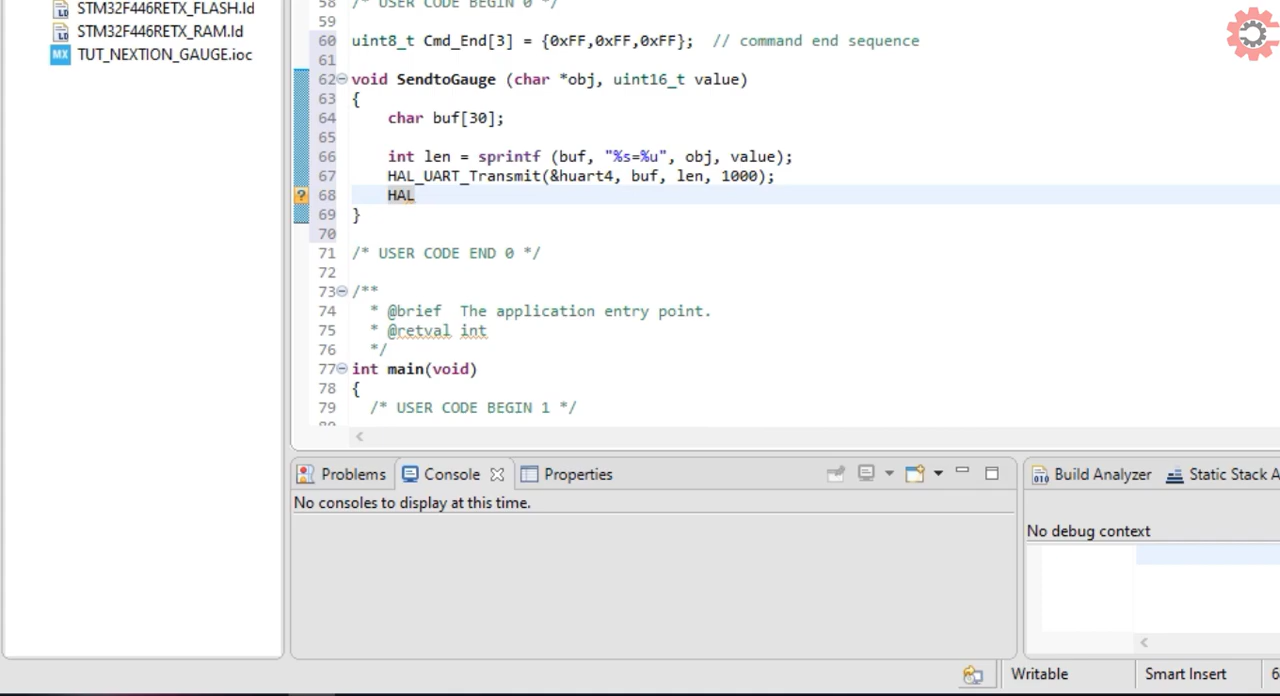 STM32F446RETX_FLASH.ld
STM32F446RETX_RAM.ld
MX TUT_NEXTION_GAUGE.ioc
58 /* USER CODE BEGIN 0 */
59
60 uint8_t Cmd_End[3] = {0xFF,0xFF,0xFF};  // command end sequence
61
62 void SendtoGauge (char *obj, uint16_t value)
63 {
64     char buf[30];
65
66     int len = sprintf (buf, "%s=%u", obj, value);
67     HAL_UART_Transmit(&huart4, buf, len, 1000);
68     HAL
69 }
70
71 /* USER CODE END 0 */
72
73 /**
74   * @brief  The application entry point.
75   * @retval int
76   */
77 int main(void)
78 {
79   /* USER CODE BEGIN 1 */
Problems Console Properties
No consoles to display at this time.
Build Analyzer Static Stack A
No debug context
Writable Smart Insert 6